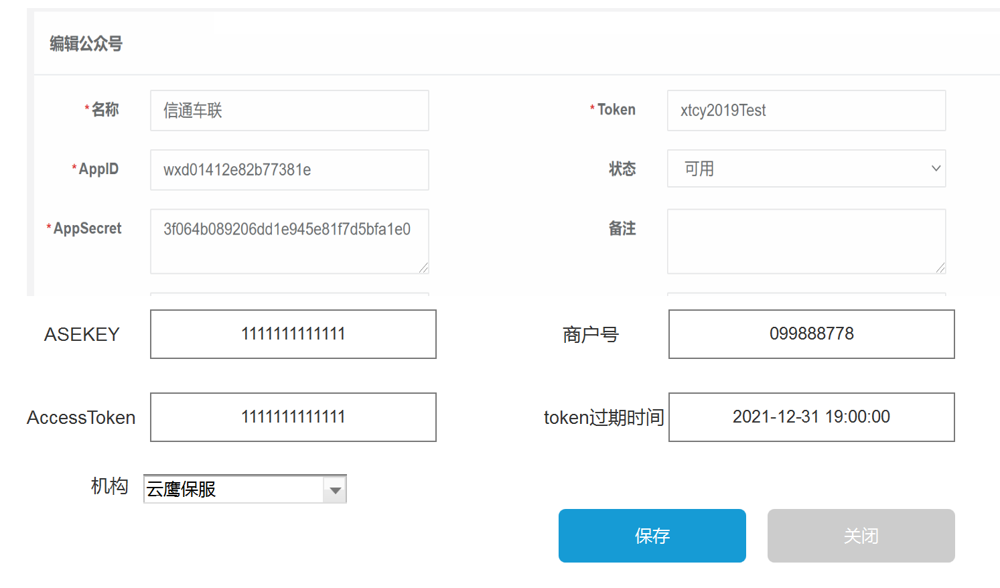 编辑公众号
*名称 信通车联 *Token xtcy2019Test
*AppID wxd01412e82b77381e 状态 可用
*AppSecret 3f064b089206dd1e945e81f7d5bfa1e0 备注
ASEKEY 1111111111111 商户号 099888778
AccessToken 1111111111111 token过期时间 2021-12-31 19:00:00
机构 云鹰保服
保存 关闭